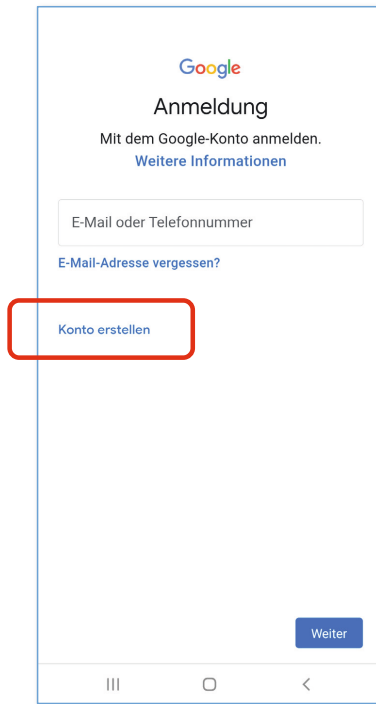 Google
Anmeldung
Mit dem Google-Konto anmelden.
Weitere Informationen
E-Mail oder Telefonnummer
E-Mail-Adresse vergessen?
Konto erstellen
Weiter